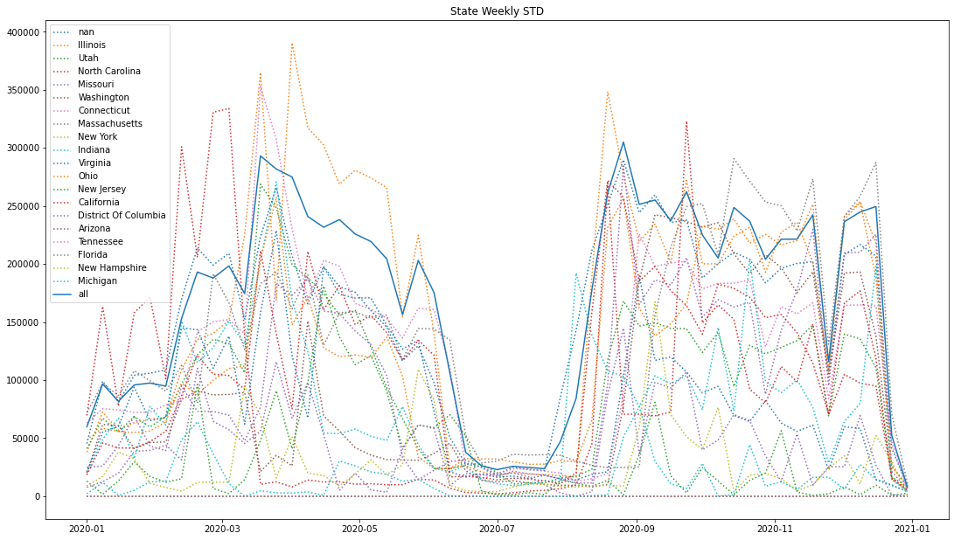 State Weekly STD
400000
350000
300000
250000
200000
150000
100000
50000
0
nan
Illinois
Utah
North Carolina
Missouri
Washington
Connecticut
Massachusetts
New York
Indiana
Virginia
Ohio
New Jersey
California
District Of Columbia
Arizona
Tennessee
Florida
New Hampshire
Michigan
all
2020-01
2020-03
2020-05
2020-07
2020-09
2020-11
2021-01